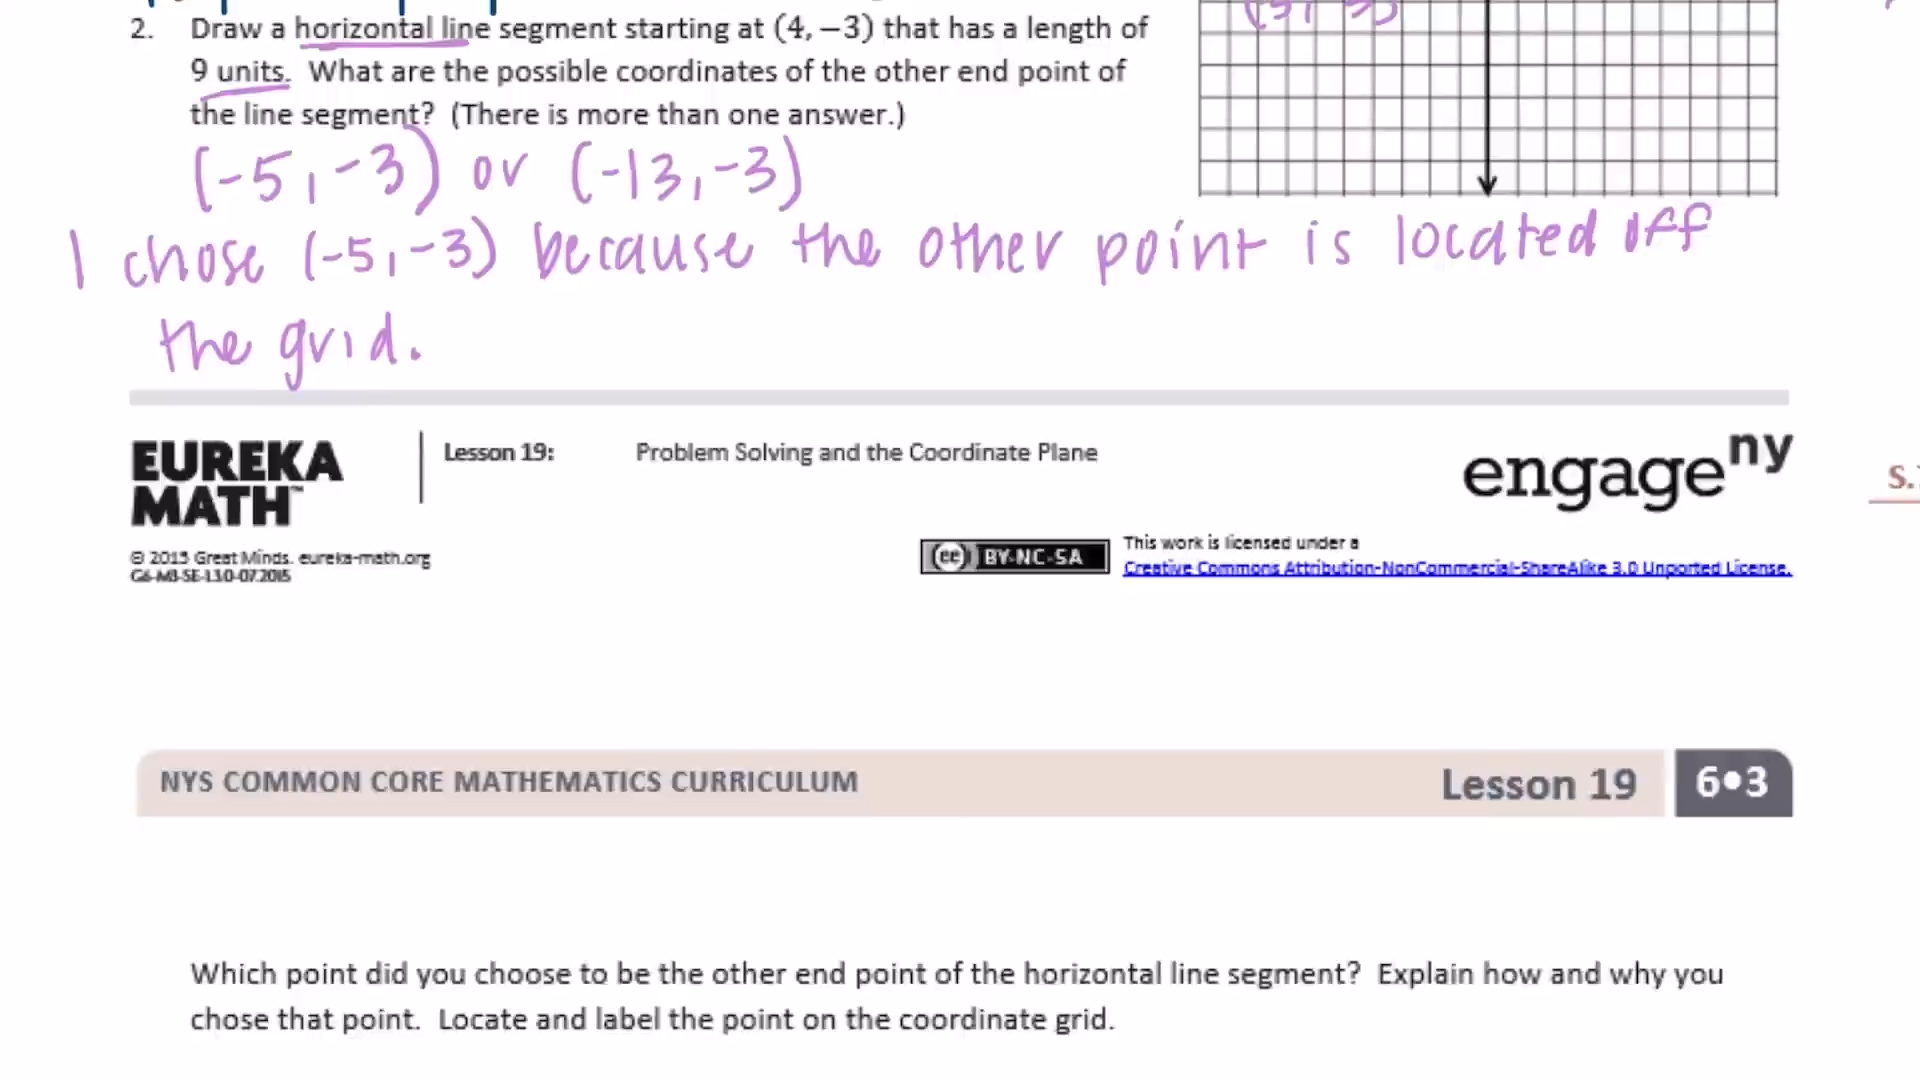 2. Draw a horizontal line segment starting at (4, −3) that has a length of
9 units. What are the possible coordinates of the other end point of
the line segment? (There is more than one answer.)
(-5, -3) or (-13, -3)
I chose (-5, -3) because the other point is located off
the grid.
EUREKA
MATH™
Lesson 19: Problem Solving and the Coordinate Plane
engage ny
S.
© 2015 Great Minds. eureka-math.org
G6-M3-SE-1.3.0-07.2015
cc BY-NC-SA
This work is licensed under a
Creative Commons Attribution-NonCommercial-ShareAlike 3.0 Unported License.
NYS COMMON CORE MATHEMATICS CURRICULUM
Lesson 19
6•3
Which point did you choose to be the other end point of the horizontal line segment? Explain how and why you
chose that point. Locate and label the point on the coordinate grid.